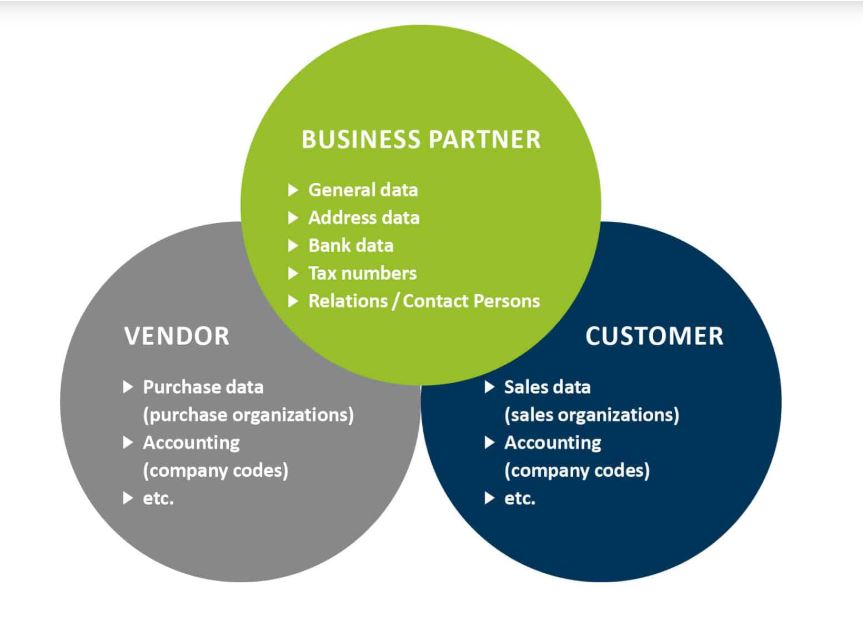 BUSINESS PARTNER
General data
Address data
Bank data
Tax numbers
Relations / Contact Persons
VENDOR
Purchase data
(purchase organizations)
Accounting
(company codes)
etc.
CUSTOMER
Sales data
(sales organizations)
Accounting
(company codes)
etc.